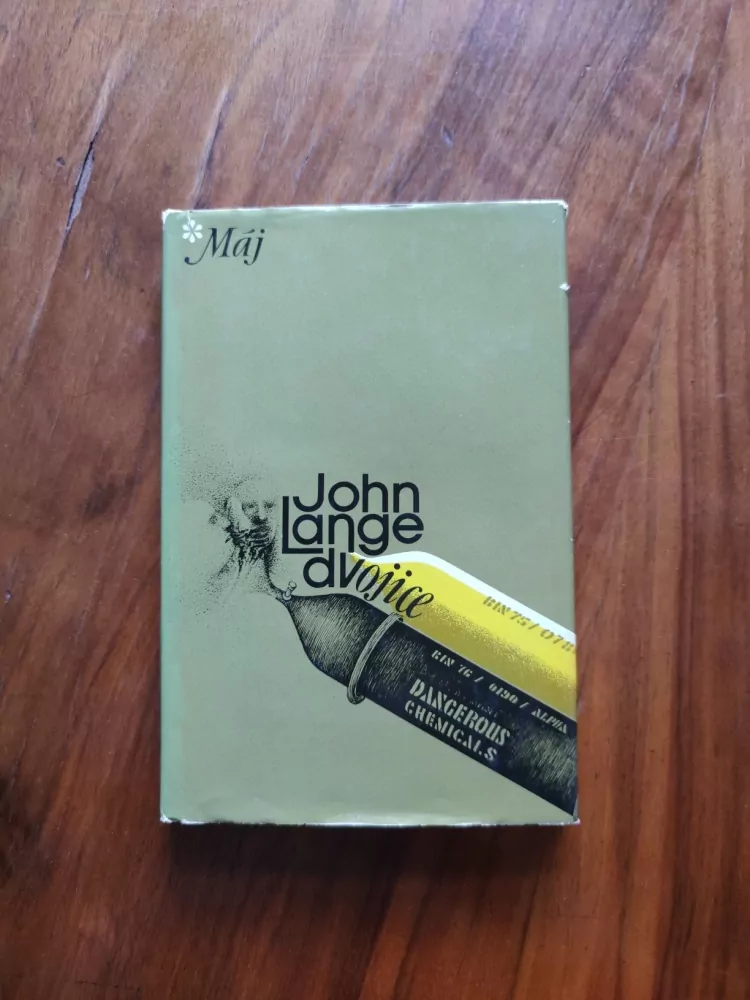 Máj
John
Lange
dvojice
BIN 75 / 078
BIN 76 / 0190 / ALPHA
DANGEROUS
CHEMICALS